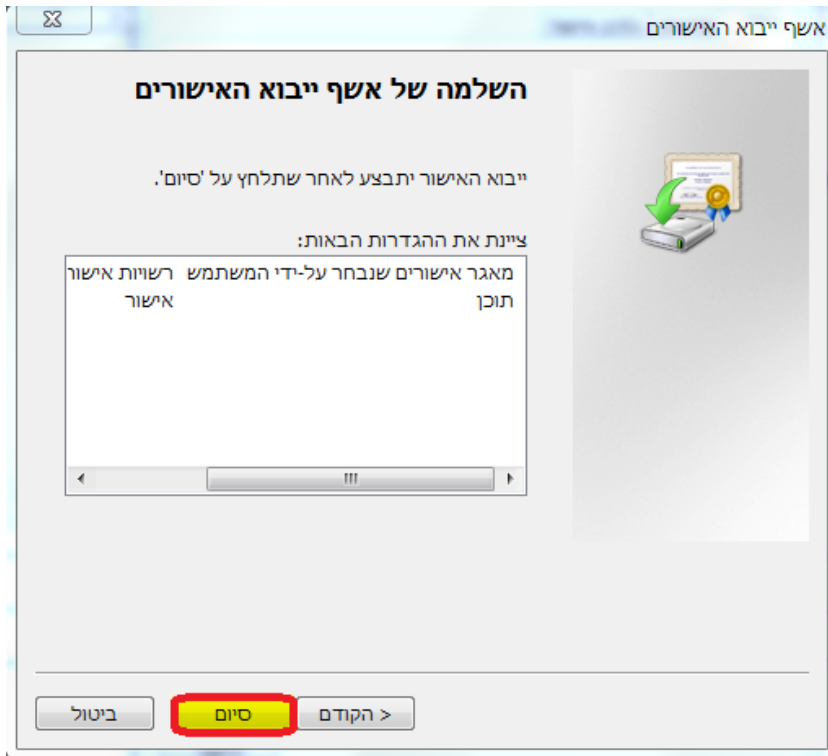 אשף ייבוא האישורים
השלמה של אשף ייבוא האישורים
ייבוא האישור יתבצע לאחר שתלחץ על 'סיום'.
ציינת את ההגדרות הבאות:
מאגר אישורים שנבחר על-ידי המשתמש רשויות אישור
תוכן אישור
< הקודם סיום ביטול